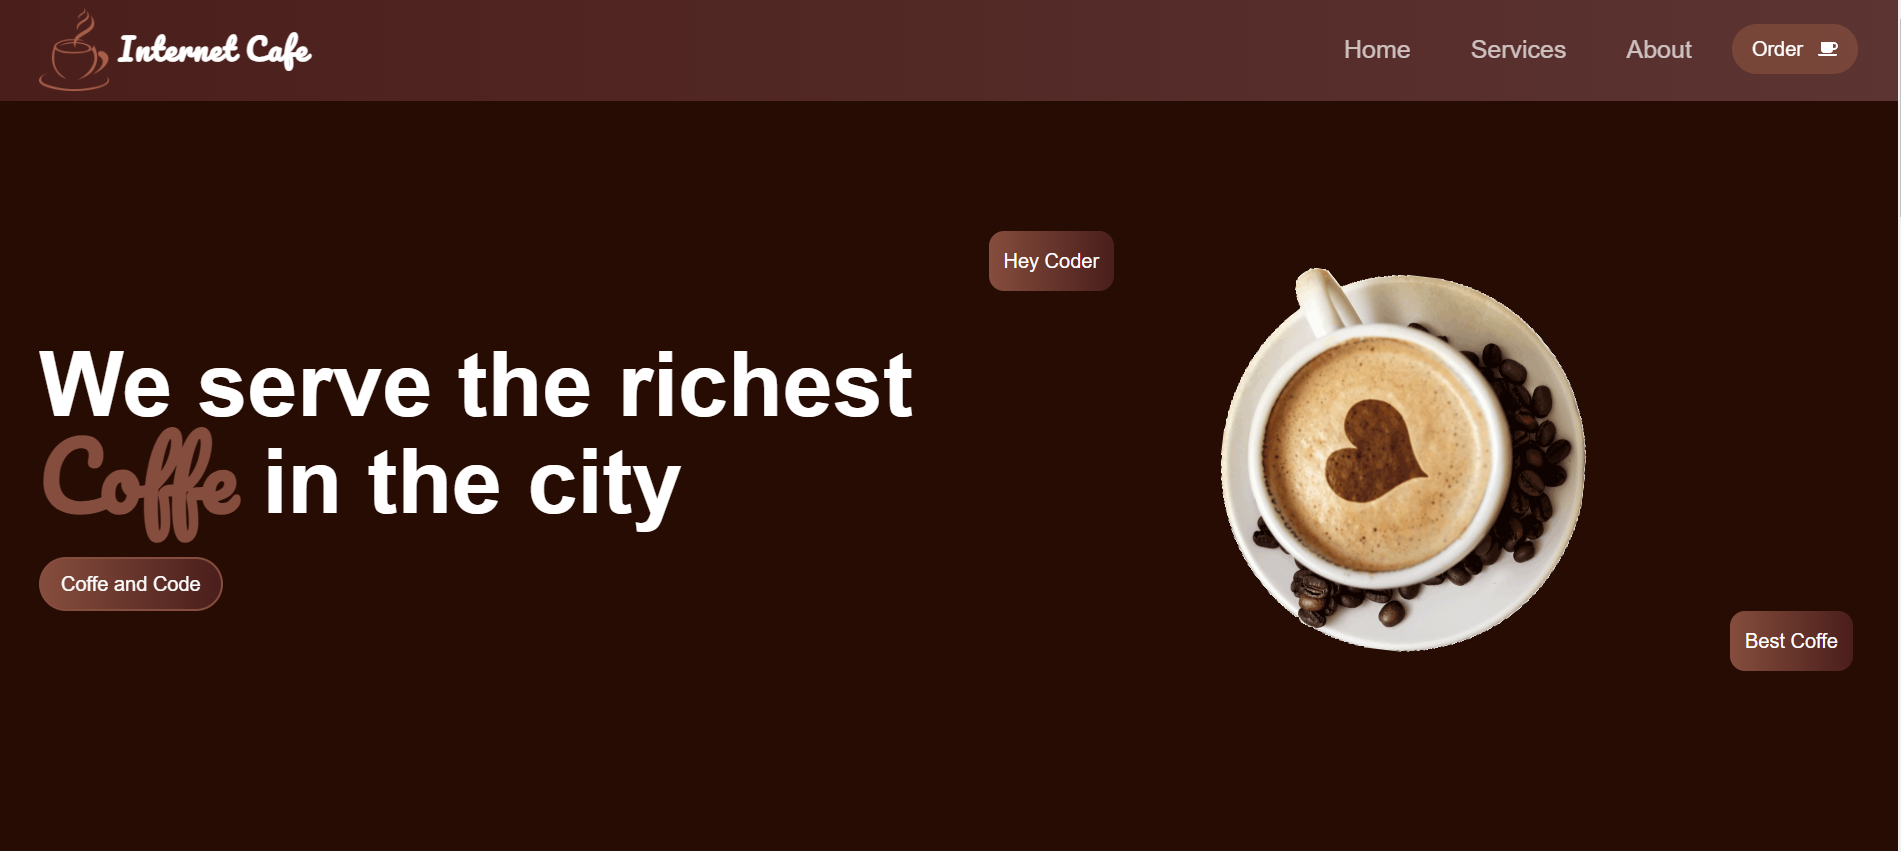 Internet Cafe
Home
Services
About
Order
Hey Coder
We serve the richest
Coffe in the city
Coffe and Code
Best Coffe